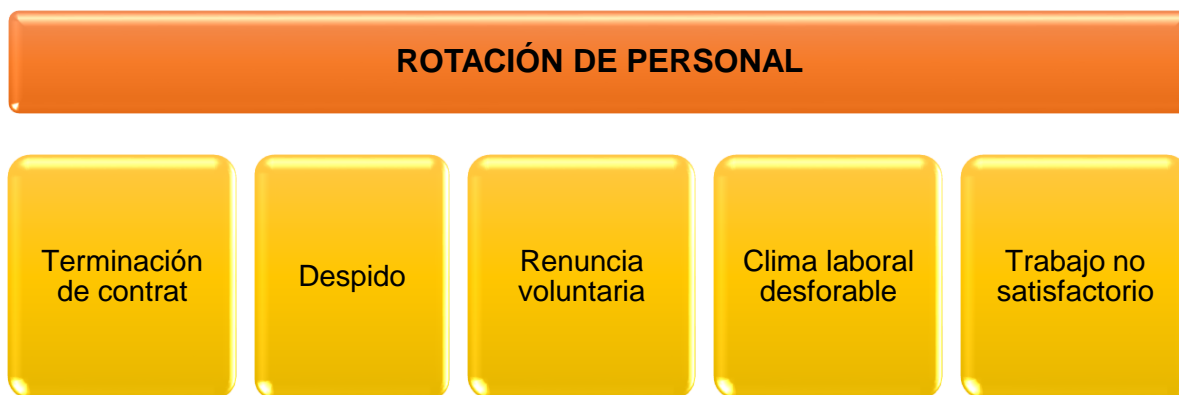 ROTACIÓN DE PERSONAL
Terminación
de contrat
Despido
Renuncia
voluntaria
Clima laboral
desforable
Trabajo no
satisfactorio